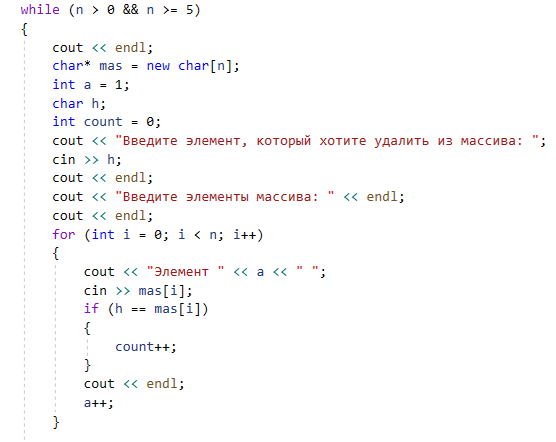 while (n > 0 && n >= 5)
{
cout << endl;
char* mas = new char[n];
int a = 1;
char h;
int count = 0;
cout << "Введите элемент, который хотите удалить из массива: ";
cin >> h;
cout << endl;
cout << "Введите элементы массива: " << endl;
cout << endl;
for (int i = 0; i < n; i++)
{
cout << "Элемент " << a << " ";
cin >> mas[i];
if (h == mas[i])
{
count++;
}
cout << endl;
a++;
}